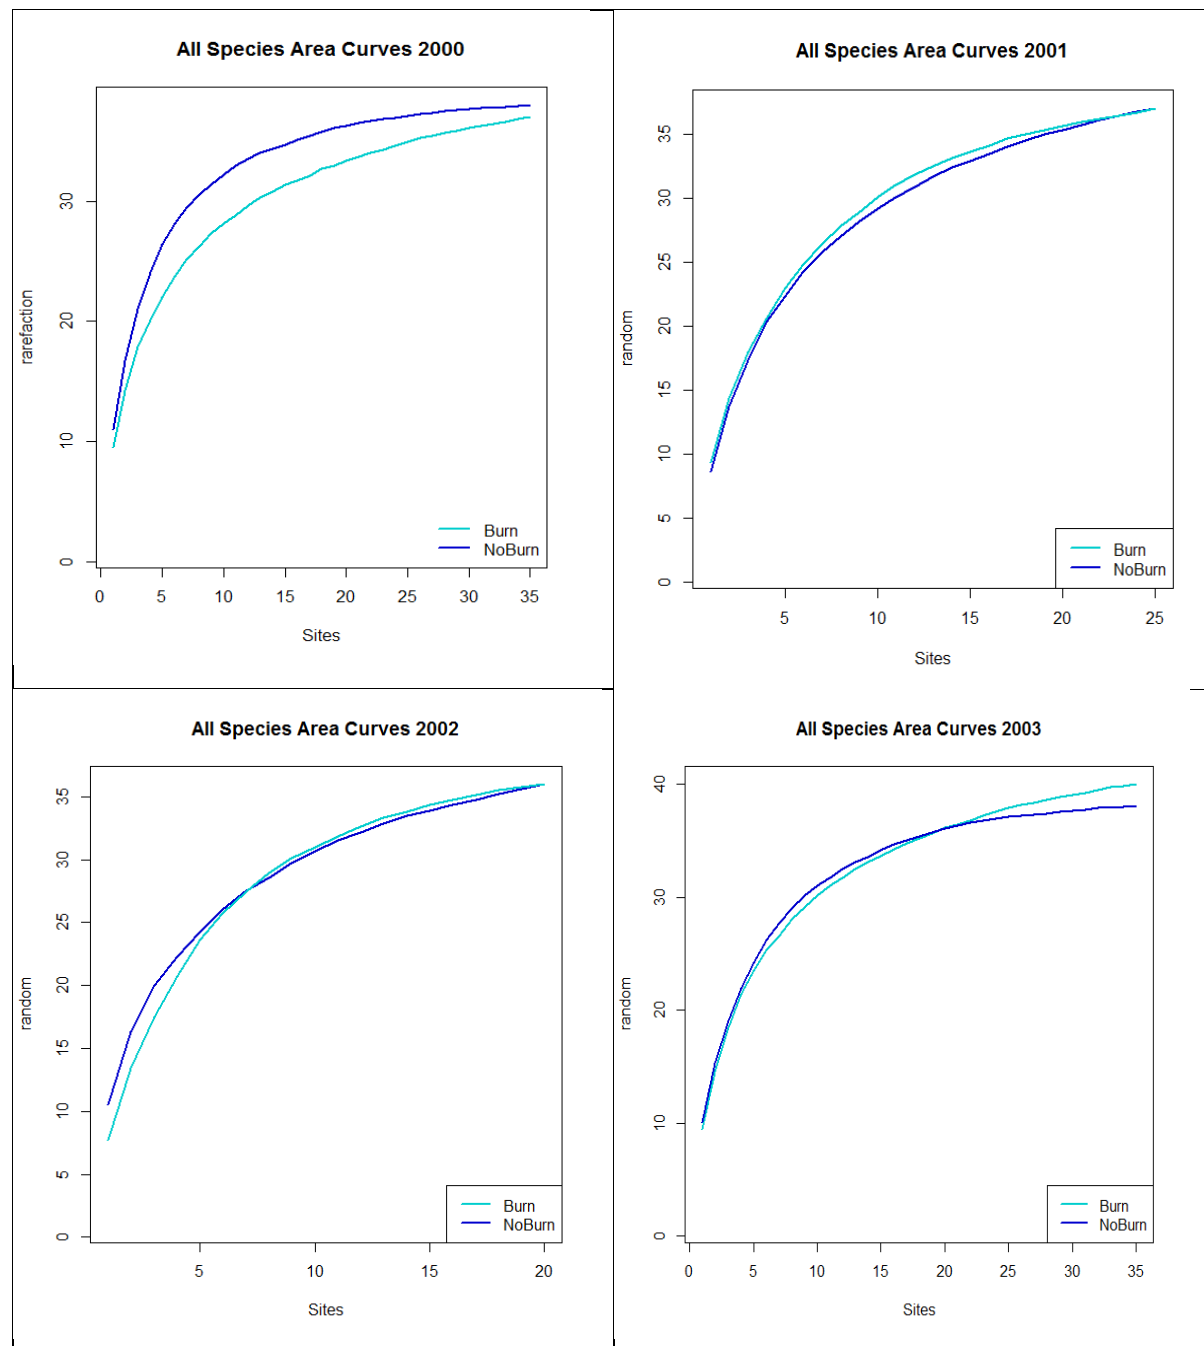 All Species Area Curves 2000
rarefaction
30
20
10
0
Burn
NoBurn
0 5 10 15 20 25 30 35
Sites
All Species Area Curves 2001
random
35
30
25
20
15
10
5
0
Burn
NoBurn
5 10 15 20 25
Sites
All Species Area Curves 2002
random
35
30
25
20
15
10
5
0
Burn
NoBurn
5 10 15 20
Sites
All Species Area Curves 2003
random
40
30
20
10
0
Burn
NoBurn
0 5 10 15 20 25 30 35
Sites